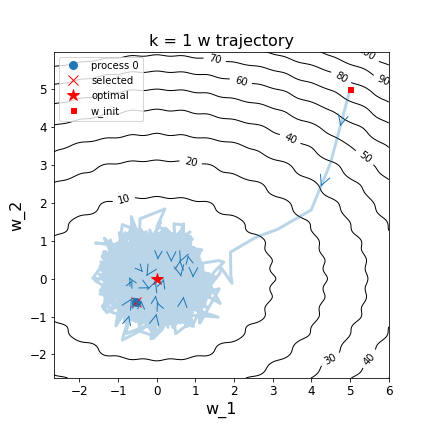 k = 1 w trajectory
process 0
selected
optimal
w_init
70
60
80
90
50
40
20
10
30
40
5
4
3
2
1
0
−1
−2
w_2
−2 −1 0 1 2 3 4 5 6
w_1